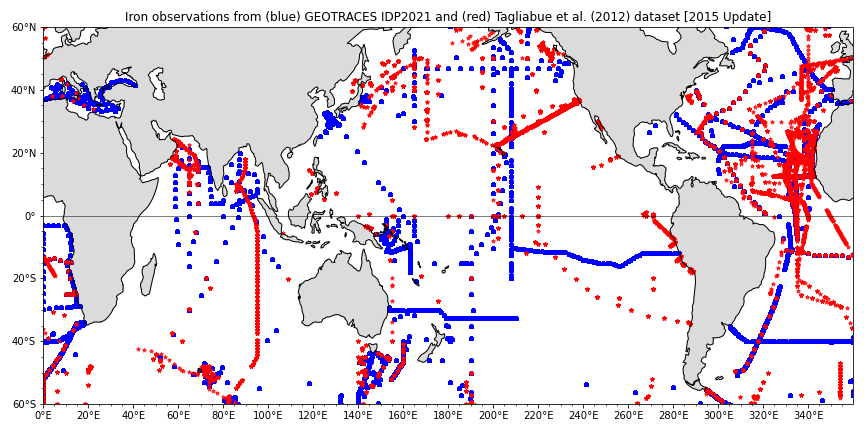 Iron observations from (blue) GEOTRACES IDP2021 and (red) Tagliabue et al. (2012) dataset [2015 Update]
60°N
40°N
20°N
0°
20°S
40°S
60°S
0°E 20°E 40°E 60°E 80°E 100°E 120°E 140°E 160°E 180°E 200°E 220°E 240°E 260°E 280°E 300°E 320°E 340°E